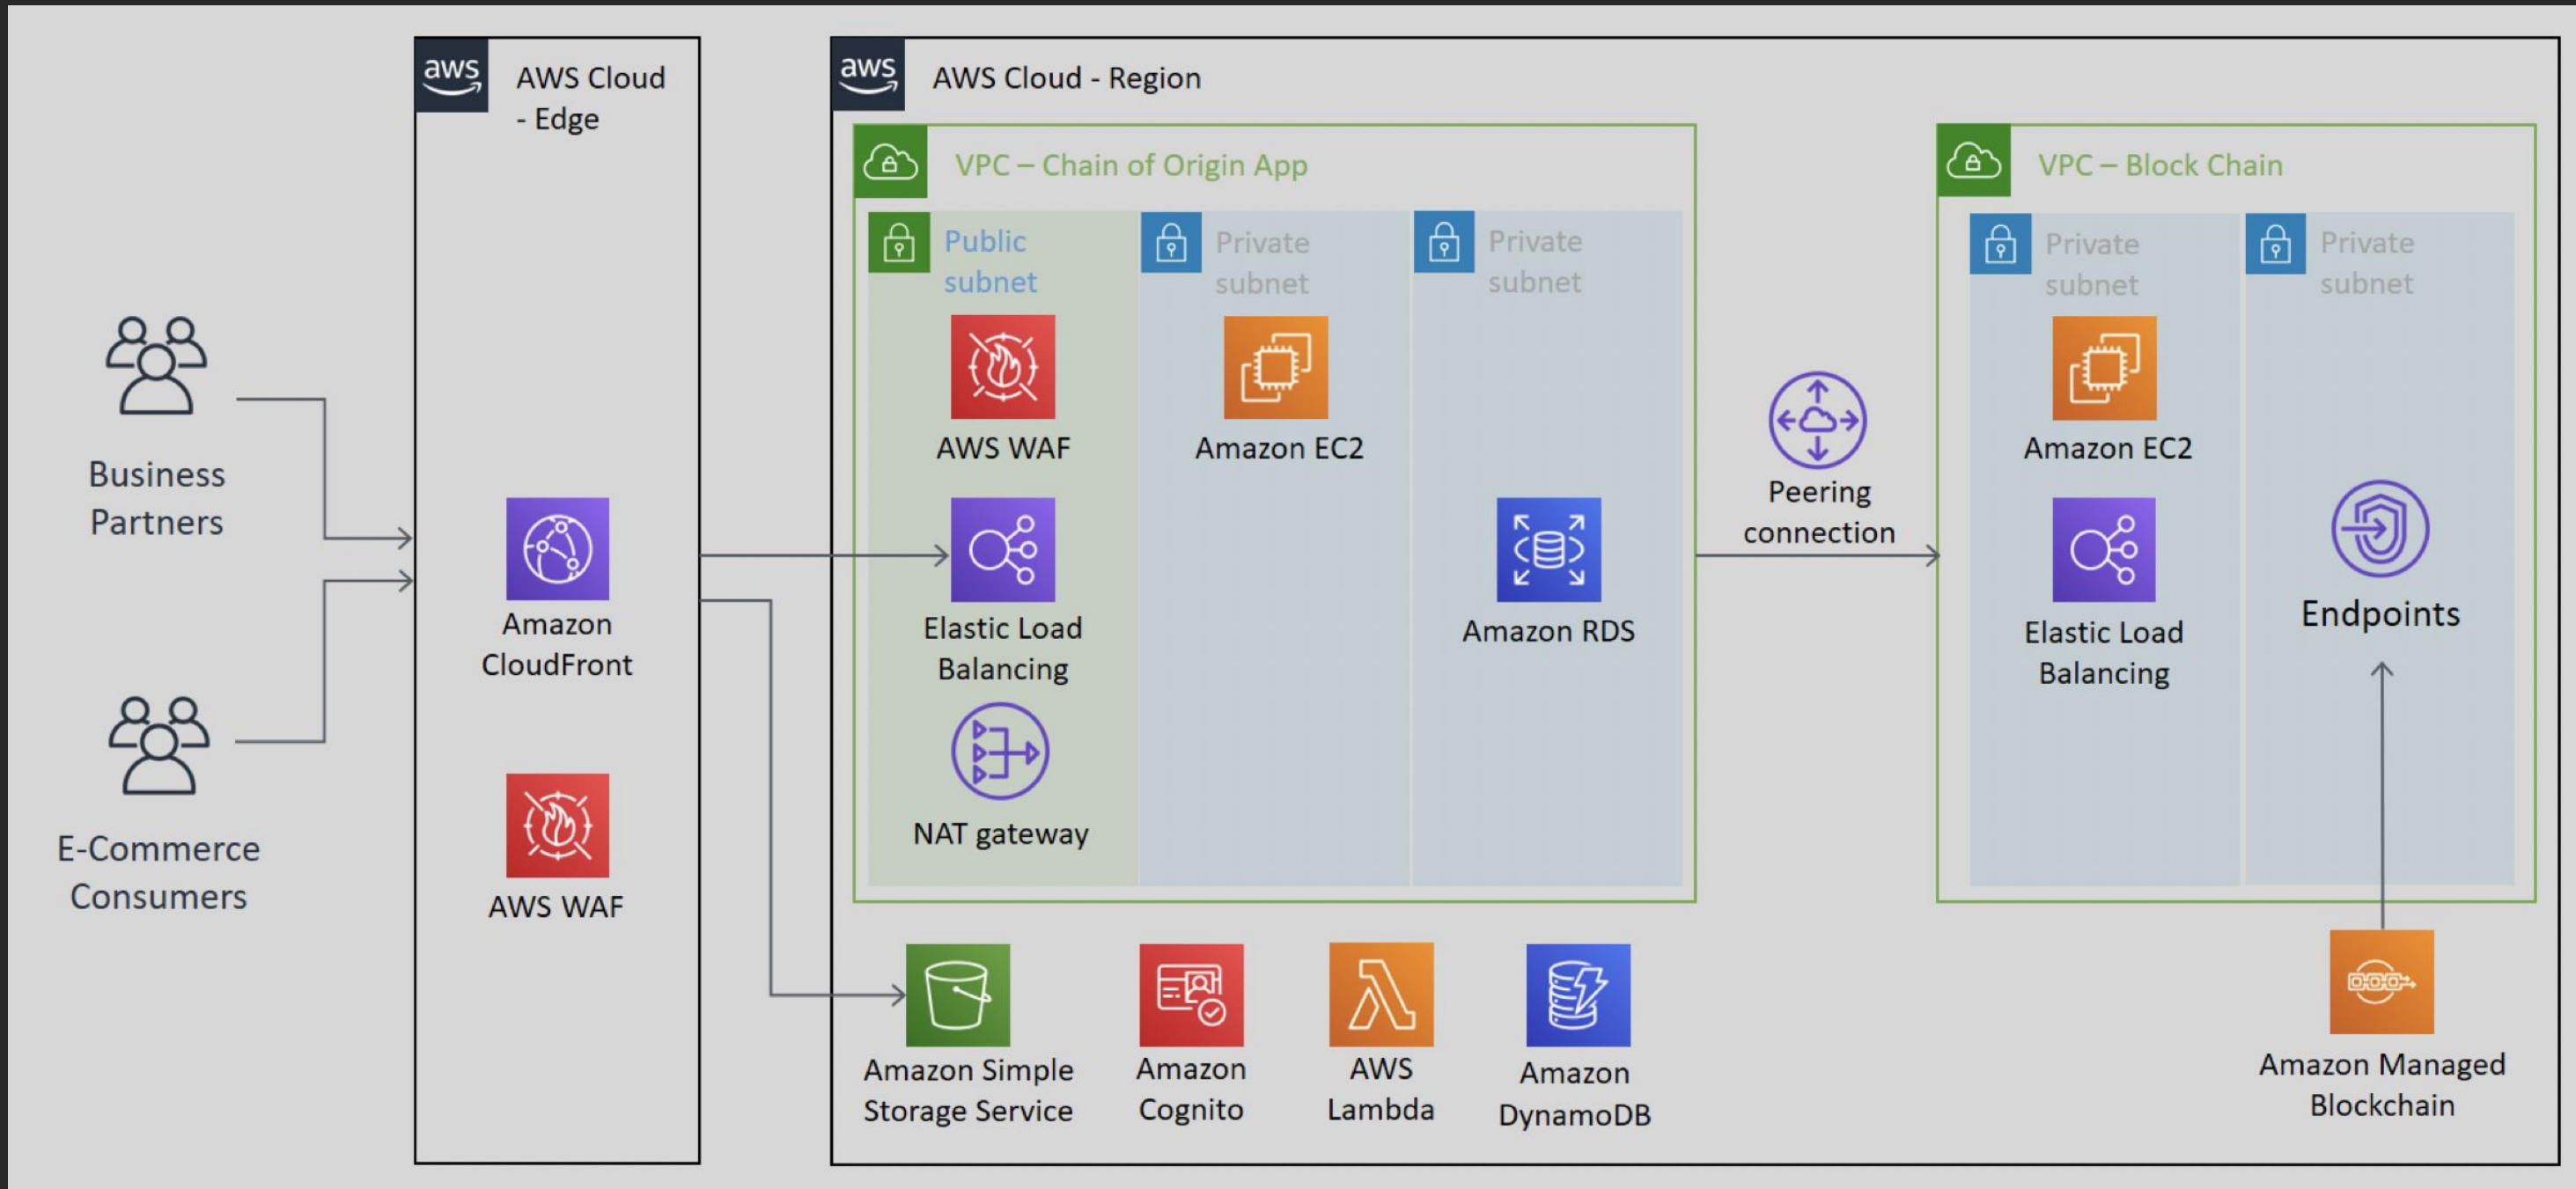 aws
AWS Cloud
- Edge
aws
AWS Cloud - Region
VPC – Chain of Origin App
VPC – Block Chain
Public
subnet
Private
subnet
Private
subnet
Private
subnet
Private
subnet
Business
Partners
E-Commerce
Consumers
Amazon
CloudFront
AWS WAF
AWS WAF
Elastic Load
Balancing
NAT gateway
Amazon EC2
Amazon RDS
Peering
connection
Amazon EC2
Elastic Load
Balancing
Endpoints
Amazon Simple
Storage Service
Amazon
Cognito
AWS
Lambda
Amazon
DynamoDB
Amazon Managed
Blockchain